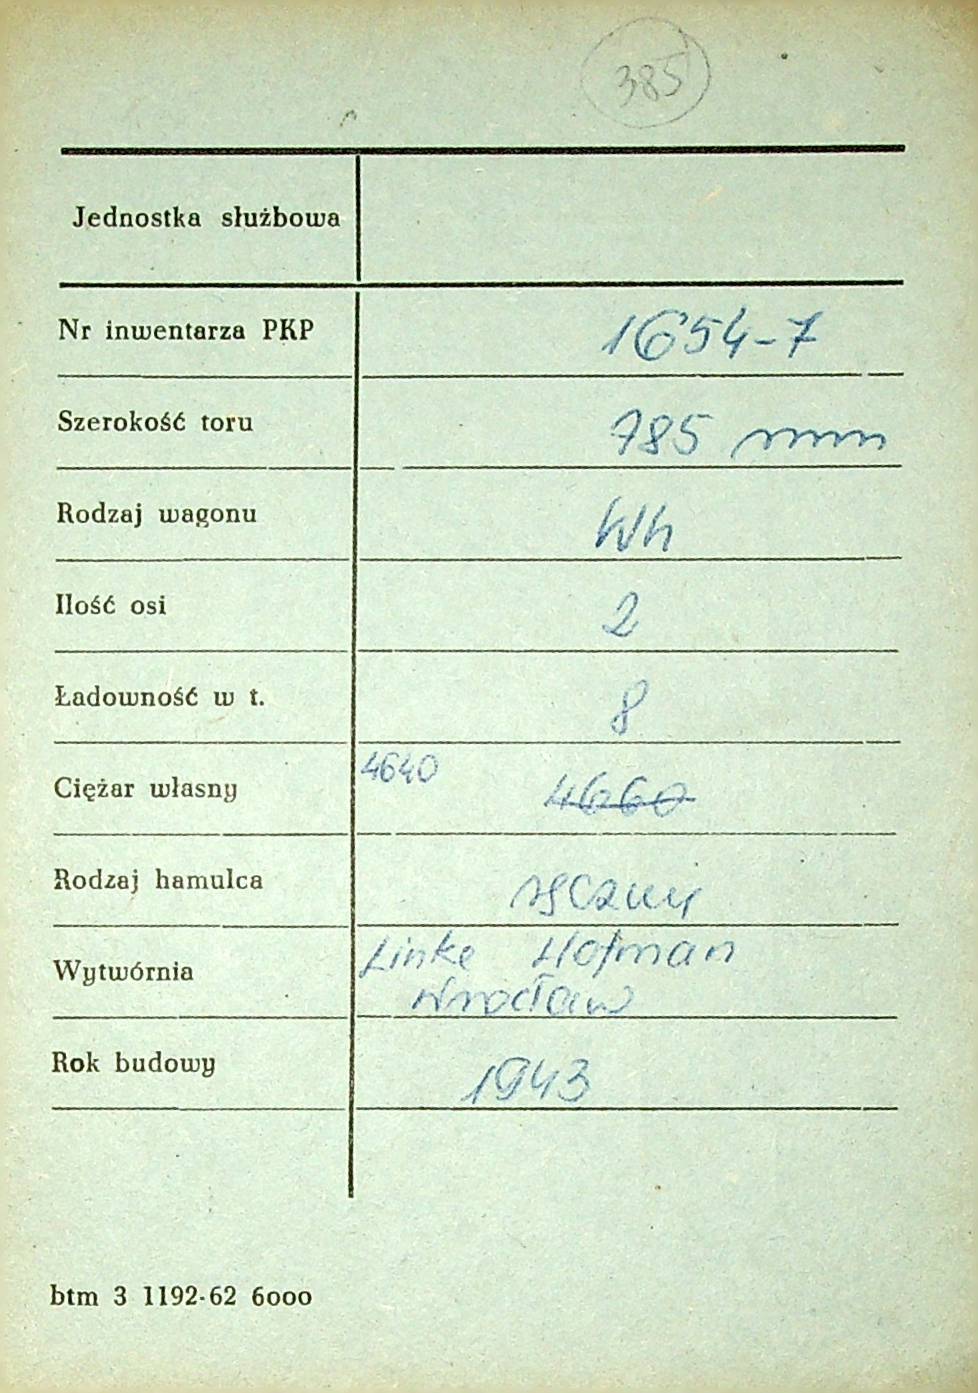 385
Jednostka służbowa
Nr inwentarza PKP 1654-7
Szerokość toru 785 mm
Rodzaj wagonu Wh
Ilość osi 2
Ładowność w t. 8
Ciężar własny 4640 4660
Rodzaj hamulca ręczny
Wytwórnia Linke Hofman
Wrocław
Rok budowy 1943
btm 3 1192-62 6000